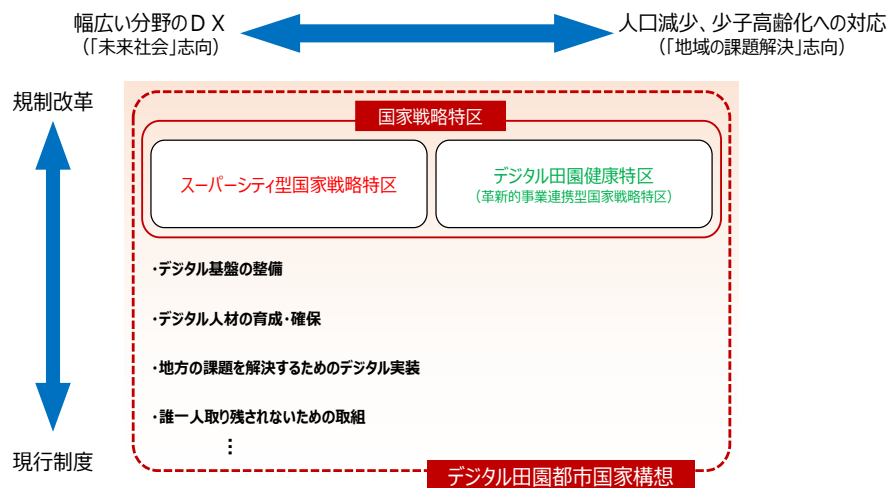 幅広い分野のＤＸ
（「未来社会」志向）
人口減少、少子高齢化への対応
（「地域の課題解決」志向）
規制改革
国家戦略特区
スーパーシティ型国家戦略特区
デジタル田園健康特区
（革新的事業連携型国家戦略特区）
・デジタル基盤の整備
・デジタル人材の育成・確保
・地方の課題を解決するためのデジタル実装
・誰一人取り残されないための取組
⋮
現行制度
デジタル田園都市国家構想